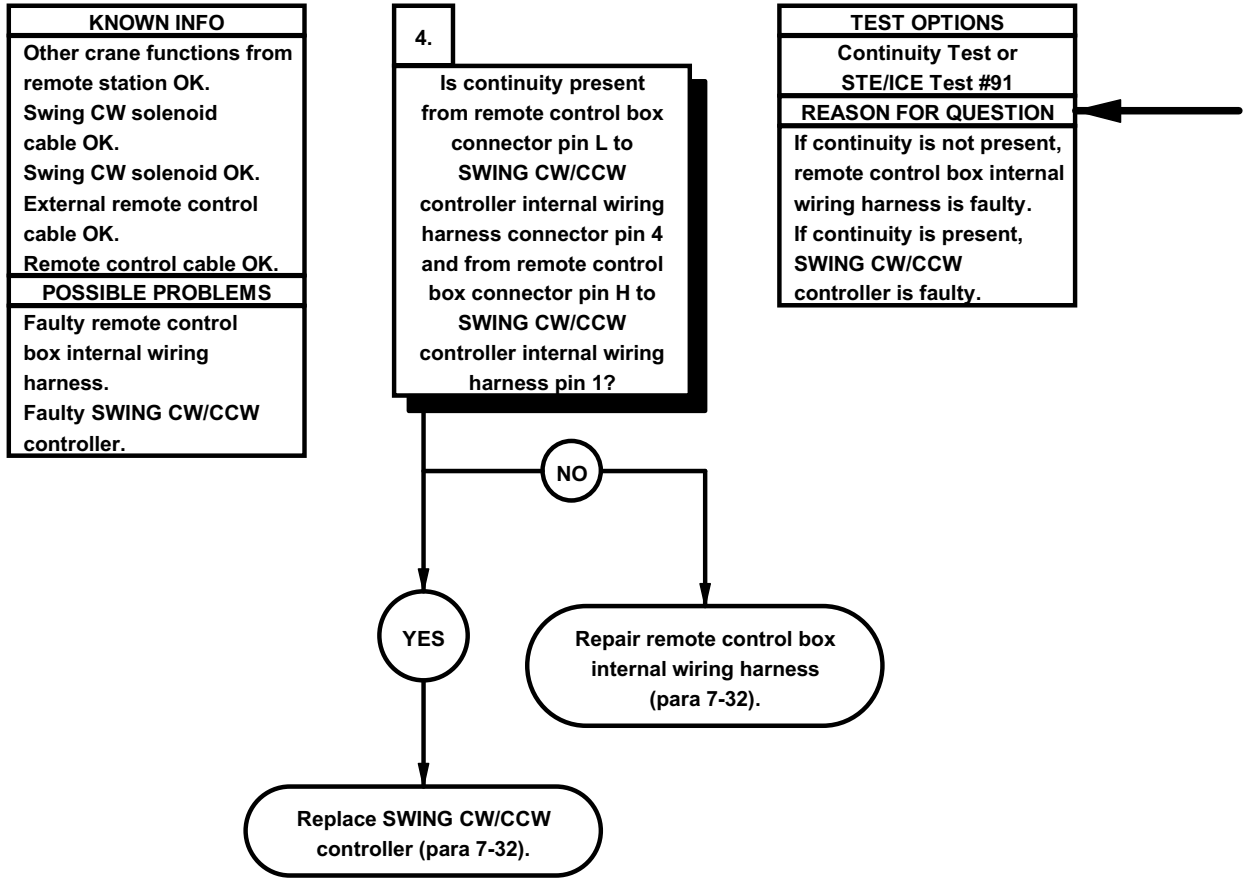 KNOWN INFO
Other crane functions from
remote station OK.
Swing CW solenoid
cable OK.
Swing CW solenoid OK.
External remote control
cable OK.
Remote control cable OK.
POSSIBLE PROBLEMS
Faulty remote control
box internal wiring
harness.
Faulty SWING CW/CCW
controller.
4.
Is continuity present
from remote control box
connector pin L to
SWING CW/CCW
controller internal wiring
harness connector pin 4
and from remote control
box connector pin H to
SWING CW/CCW
controller internal wiring
harness pin 1?
TEST OPTIONS
Continuity Test or
STE/ICE Test #91
REASON FOR QUESTION
If continuity is not present,
remote control box internal
wiring harness is faulty.
If continuity is present,
SWING CW/CCW
controller is faulty.
NO
YES
Repair remote control box
internal wiring harness
(para 7-32).
Replace SWING CW/CCW
controller (para 7-32).